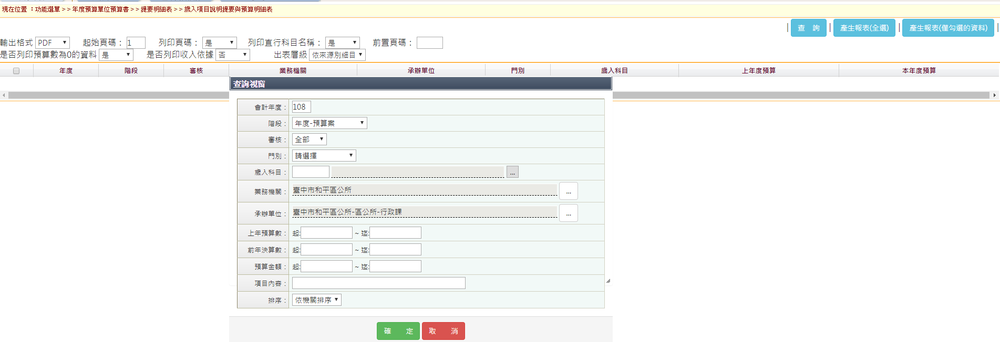 現在位置 ：功能選單>>年度預算單位預算書>>提要明細表>>歲入項目說明提要與預算明細表
| 查 詢 | 產生報表(全選) | 產生報表(僅勾選的資料) |
輸出格式 PDF 起始頁碼： 1 列印頁碼： 是 列印直行科目名稱： 是 前置頁碼：
是否列印預算數為0的資料 是 是否列印收入依據 否 出表層級 依來源別細目
年度 階段 審核 業務機關 承辦單位 門別 歲入科目 上年度預算 本年度預算
查詢視窗
會計年度： 108
階段： 年度-預算案
審核： 全部
門別： 請選擇
歲入科目： ...
業務機關： 臺中市和平區公所 ...
承辦單位： 臺中市和平區公所-區公所-行政課 ...
上年預算數： 起: ~ 迄:
前年決算數： 起: ~ 迄:
預算金額： 起: ~ 迄:
項目內容：
排序： 依機關排序
確 定 取 消